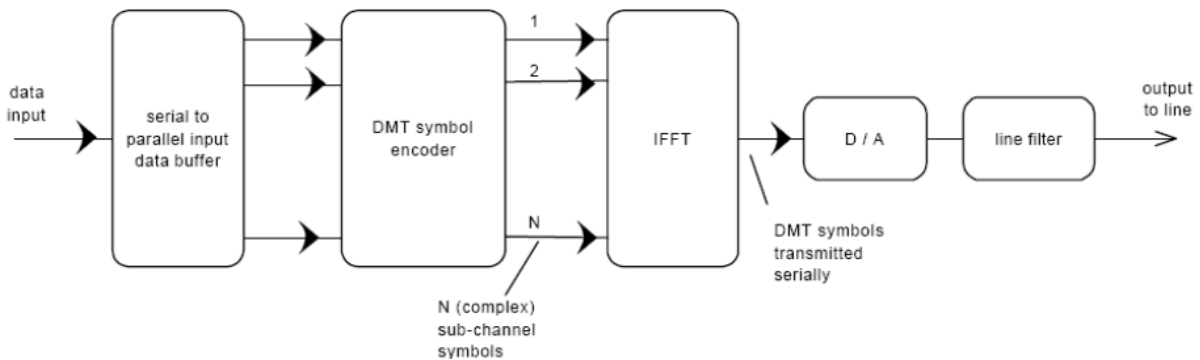 data
input
serial to
parallel input
data buffer
DMT symbol
encoder
1
2
N
N (complex)
sub-channel
symbols
IFFT
DMT symbols
transmitted
serially
D / A
line filter
output
to line